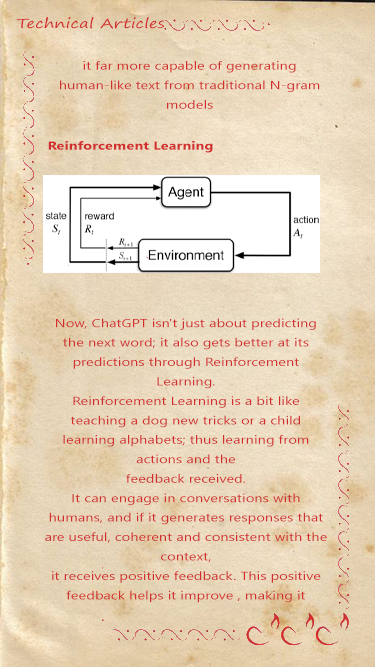 Technical Articles
it far more capable of generating
human-like text from traditional N-gram
models
Reinforcement Learning
Agent
state
reward
action
S_t
R_t
A_t
R_{t+1}
S_{t+1}
Environment
Now, ChatGPT isn't just about predicting
the next word; it also gets better at its
predictions through Reinforcement
Learning.
Reinforcement Learning is a bit like
teaching a dog new tricks or a child
learning alphabets; thus learning from
actions and the
feedback received.
It can engage in conversations with
humans, and if it generates responses that
are useful, coherent and consistent with the
context,
it receives positive feedback. This positive
feedback helps it improve , making it